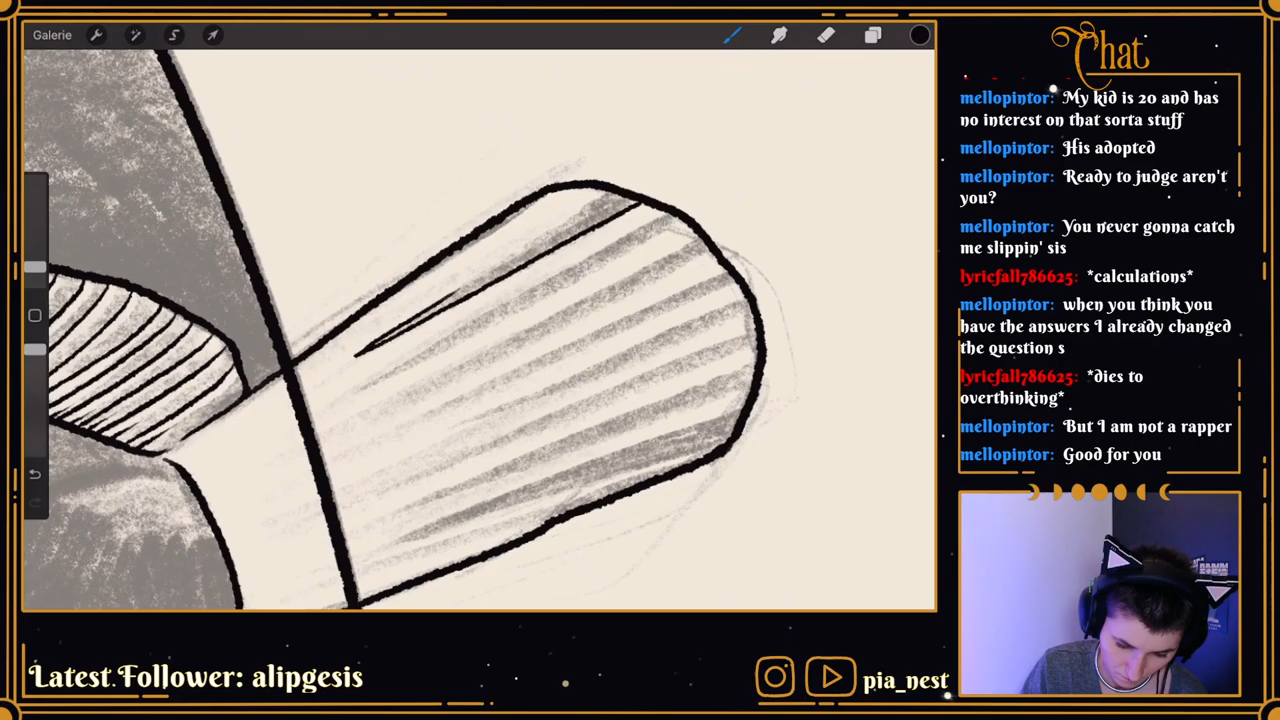 Galerie
Chat
mellopintor: My kid is 20 and has
no interest on that sorta stuff
mellopintor: His adopted
mellopintor: Ready to judge aren't
you?
mellopintor: You never gonna catch
me slippin' sis
lyricfall786625: *calculations*
mellopintor: when you think you
have the answers I already changed
the question s
lyricfall786625: *dies to
overthinking*
mellopintor: But I am not a rapper
mellopintor: Good for you
Latest Follower: alipgesis
pia_nest